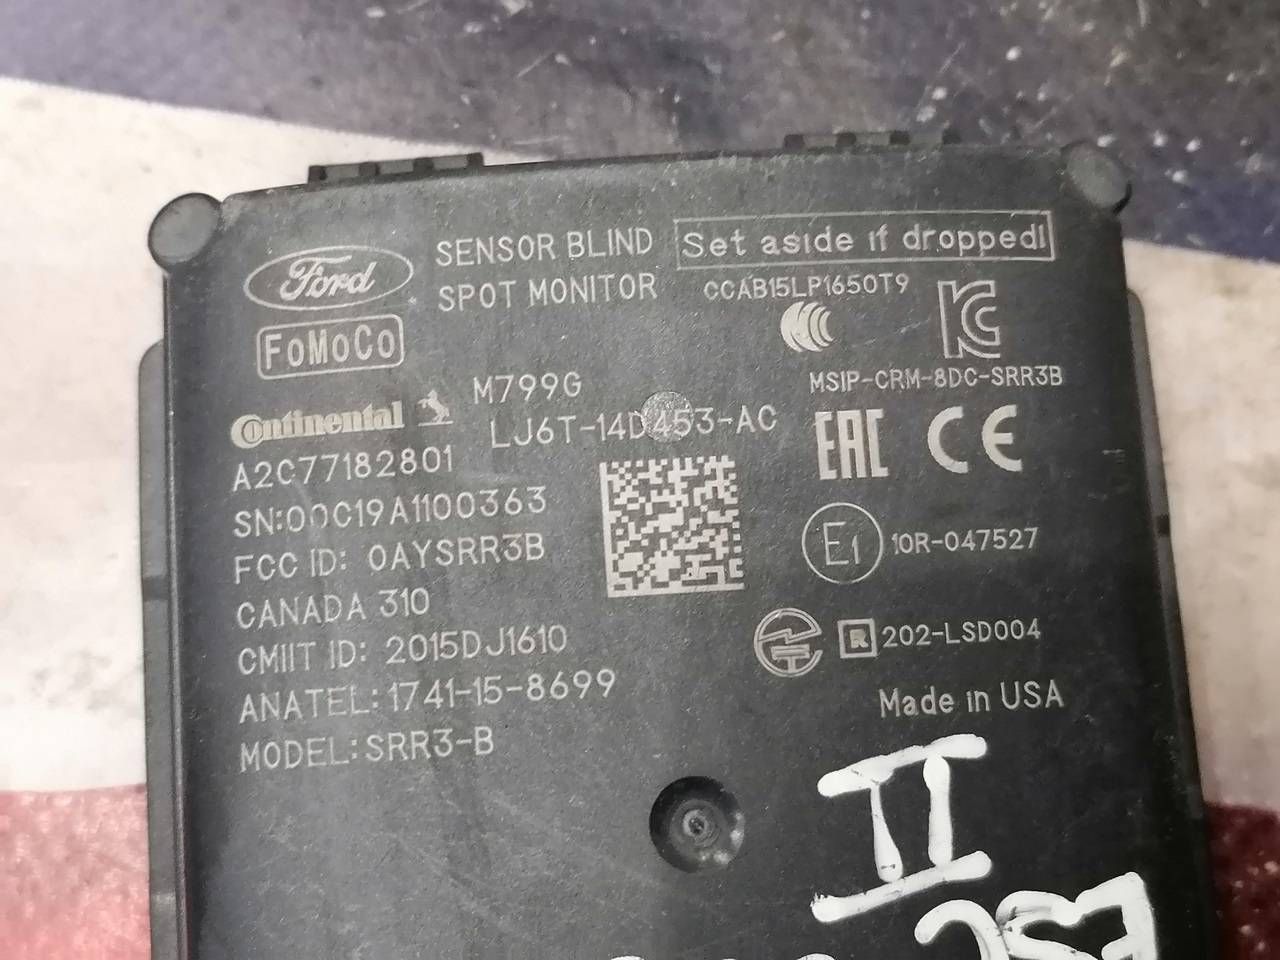 Ford
SENSOR BLIND
SPOT MONITOR
Set aside if dropped!
CCAB15LP1650T9
FoMoCo
MSIP-CRM-8DC-SRR3B
Continental
M799G
LJ6T-14D453-AC
EAC CE
A2C77182801
SN:00C19A1100363
FCC ID: OAYSRR3B
E1 10R-047527
CANADA 310
CMIIT ID: 2015DJ1610
R 202-LSD004
ANATEL: 1741-15-8699
Made in USA
MODEL: SRR3-B
II